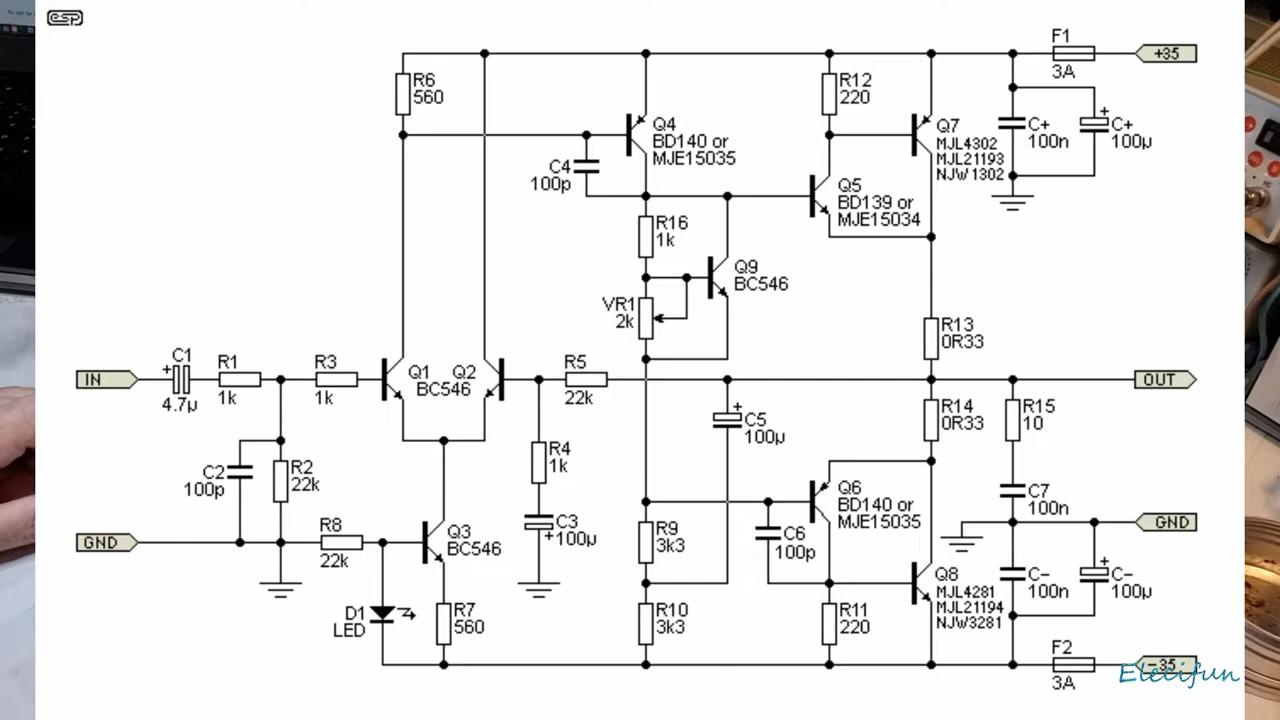 esp
F1
3A
+35
R6
560
R12
220
Q4
BD140 or
MJE15035
Q7
MJL4302
MJL21193
NJW1302
C+
100n
C+
100µ
C4
100p
Q5
BD139 or
MJE15034
R16
1k
Q9
BC546
VR1
2k
R13
0R33
IN
C1
+
4.7µ
R1
1k
R3
1k
Q1
Q2
BC546
R5
22k
OUT
C5
100µ
R14
0R33
R15
10
C2
100p
R2
22k
R4
1k
Q6
BD140 or
MJE15035
C7
100n
GND
R8
22k
Q3
BC546
C3
+100µ
R9
3k3
C6
100p
GND
D1
LED
R7
560
R10
3k3
R11
220
Q8
MJL4281
MJL21194
NJW3281
C-
100n
C-
100µ
F2
3A
-35
Elecifun